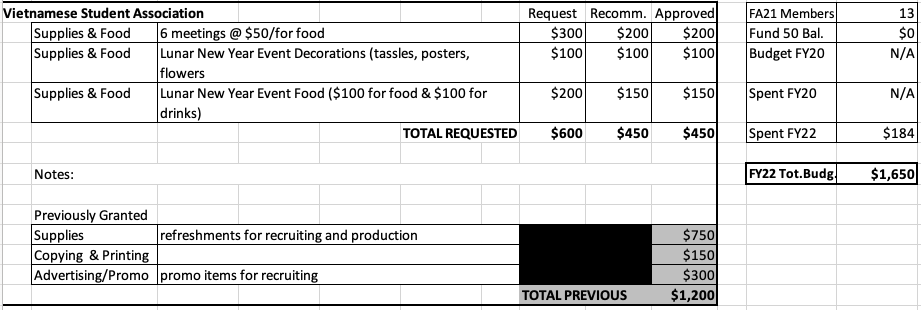 Vietnamese Student Association Request Recomm. Approved FA21 Members 13
Supplies & Food 6 meetings @ $50/for food $300 $200 $200 Fund 50 Bal. $0
Supplies & Food Lunar New Year Event Decorations (tassles, posters, $100 $100 $100 Budget FY20 N/A
flowers
Supplies & Food Lunar New Year Event Food ($100 for food & $100 for $200 $150 $150 Spent FY20 N/A
drinks)
TOTAL REQUESTED $600 $450 $450 Spent FY22 $184
Notes: FY22 Tot.Budg. $1,650
Previously Granted
Supplies refreshments for recruiting and production $750
Copying & Printing $150
Advertising/Promo promo items for recruiting $300
TOTAL PREVIOUS $1,200